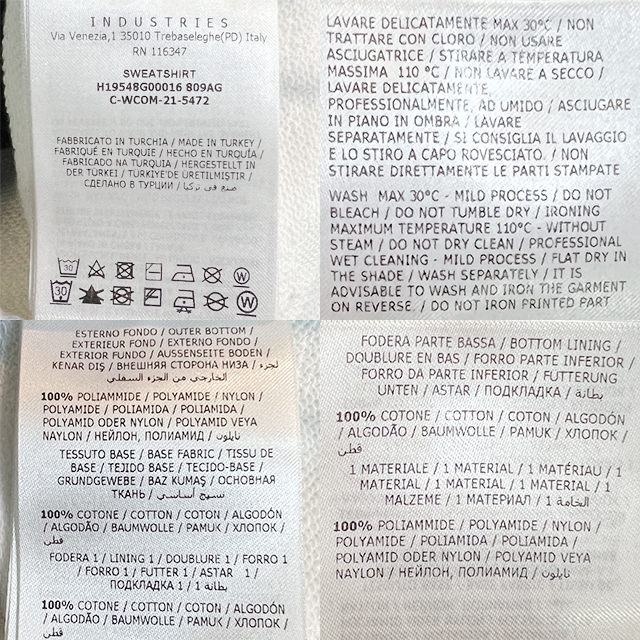 INDUSTRIES
Via Venezia,1 35010 Trebaseleghe(PD) Italy
RN 116347
SWEATSHIRT
H19548G00016 809AG
C-WCOM-21-5472
FABBRICATO IN TURCHIA / MADE IN TURKEY /
FABRIQUÉ EN TURQUIE / HECHO EN TURQUÍA /
FABRICADO NA TURQUIA / HERGESTELLT IN
DER TÜRKEI / TÜRKİYE'DE ÜRETİLMİŞTİR /
СДЕЛАНО В ТУРЦИИ / صنع في تركيا
30
W
30
W
LAVARE DELICATAMENTE MAX 30°C / NON
TRATTARE CON CLORO / NON USARE
ASCIUGATRICE / STIRARE A TEMPERATURA
MASSIMA 110 °C / NON LAVARE A SECCO /
LAVARE DELICATAMENTE,
PROFESSIONALMENTE, AD UMIDO / ASCIUGARE
IN PIANO IN OMBRA / LAVARE
SEPARATAMENTE / SI CONSIGLIA IL LAVAGGIO
E LO STIRO A CAPO ROVESCIATO. / NON
STIRARE DIRETTAMENTE LE PARTI STAMPATE
WASH MAX 30°C - MILD PROCESS / DO NOT
BLEACH / DO NOT TUMBLE DRY / IRONING
MAXIMUM TEMPERATURE 110°C - WITHOUT
STEAM / DO NOT DRY CLEAN / PROFESSIONAL
WET CLEANING - MILD PROCESS / FLAT DRY IN
THE SHADE / WASH SEPARATELY / IT IS
ADVISABLE TO WASH AND IRON THE GARMENT
ON REVERSE. / DO NOT IRON PRINTED PART
ESTERNO FONDO / OUTER BOTTOM /
EXTERIEUR FOND / EXTERNO FONDO /
EXTERIOR FUNDO / AUSSENSEITE BODEN /
KENAR DIŞ / ВНЕШНЯЯ СТОРОНА НИЗА / لجزء
الخارجي من الجزء السفلي
100% POLIAMMIDE / POLYAMIDE / NYLON /
POLYAMIDE / POLIAMIDA / POLIAMIDA /
POLYAMID ODER NYLON / POLYAMID VEYA
NAYLON / НЕЙЛОН, ПОЛИАМИД / نايلون
TESSUTO BASE / BASE FABRIC / TISSU DE
BASE / TEJIDO BASE / TECIDO-BASE /
GRUNDGEWEBE / BAZ KUMAŞ / ОСНОВНАЯ
ТКАНЬ / نسيج أساسي
100% COTONE / COTTON / COTON / ALGODÓN
/ ALGODÃO / BAUMWOLLE / PAMUK / ХЛОПОК /
قطن
FODERA 1 / LINING 1 / DOUBLURE 1 / FORRO 1
/ FORRO 1 / FUTTER 1 / ASTAR 1 /
ПОДКЛАДКА 1 / بطانة 1
100% COTONE / COTTON / COTON / ALGODÓN
/ ALGODÃO / BAUMWOLLE / PAMUK / ХЛОПОК /
قطن
FODERA PARTE BASSA / BOTTOM LINING /
DOUBLURE EN BAS / FORRO PARTE INFERIOR /
FORRO DA PARTE INFERIOR / FÜTTERUNG
UNTEN / ASTAR / ПОДКЛАДКА / بطانة
100% COTONE / COTTON / COTON / ALGODÓN
/ ALGODÃO / BAUMWOLLE / PAMUK / ХЛОПОК /
قطن
1 MATERIALE / 1 MATERIAL / 1 MATÉRIAU / 1
MATERIAL / 1 MATERIAL / 1 MATERIAL / 1
MALZEME / 1 МАТЕРИАЛ / 1 الخامة
100% POLIAMMIDE / POLYAMIDE / NYLON /
POLYAMIDE / POLIAMIDA / POLIAMIDA /
POLYAMID ODER NYLON / POLYAMID VEYA
NAYLON / НЕЙЛОН, ПОЛИАМИД / نايلون